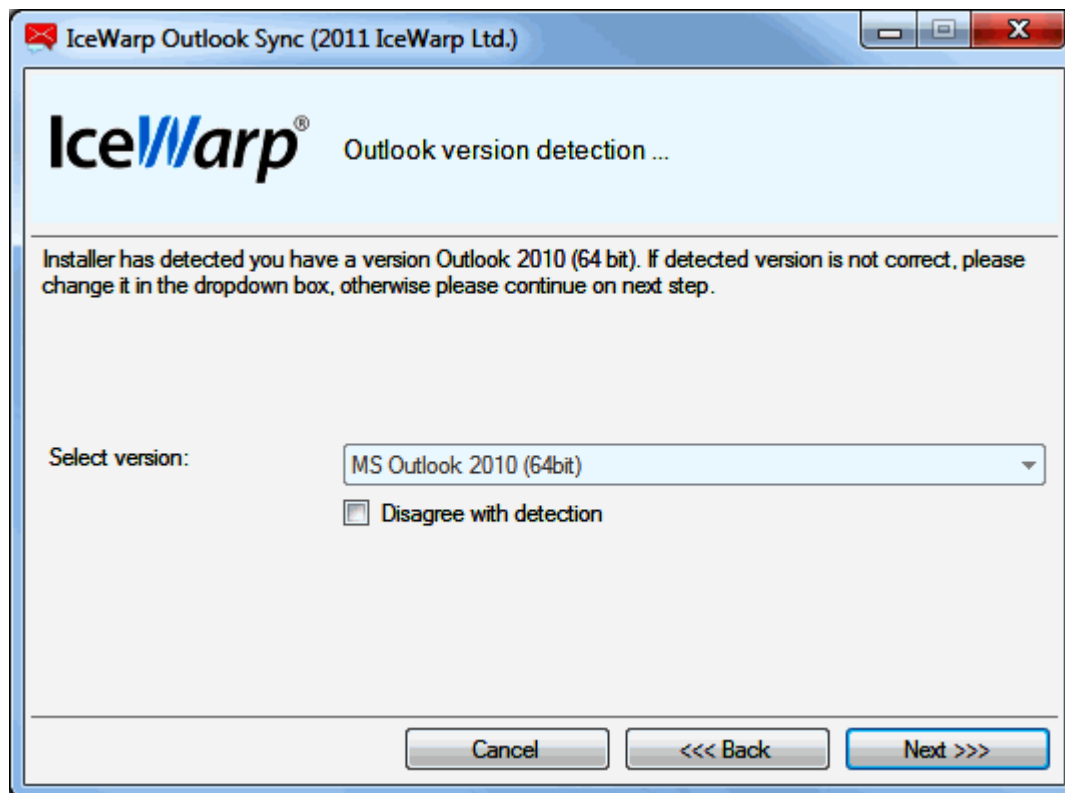 IceWarp Outlook Sync (2011 IceWarp Ltd.)
IceWarp®
Outlook version detection ...
Installer has detected you have a version Outlook 2010 (64 bit). If detected version is not correct, please
change it in the dropdown box, otherwise please continue on next step.
Select version:
MS Outlook 2010 (64bit)
Disagree with detection
Cancel
<<< Back
Next >>>